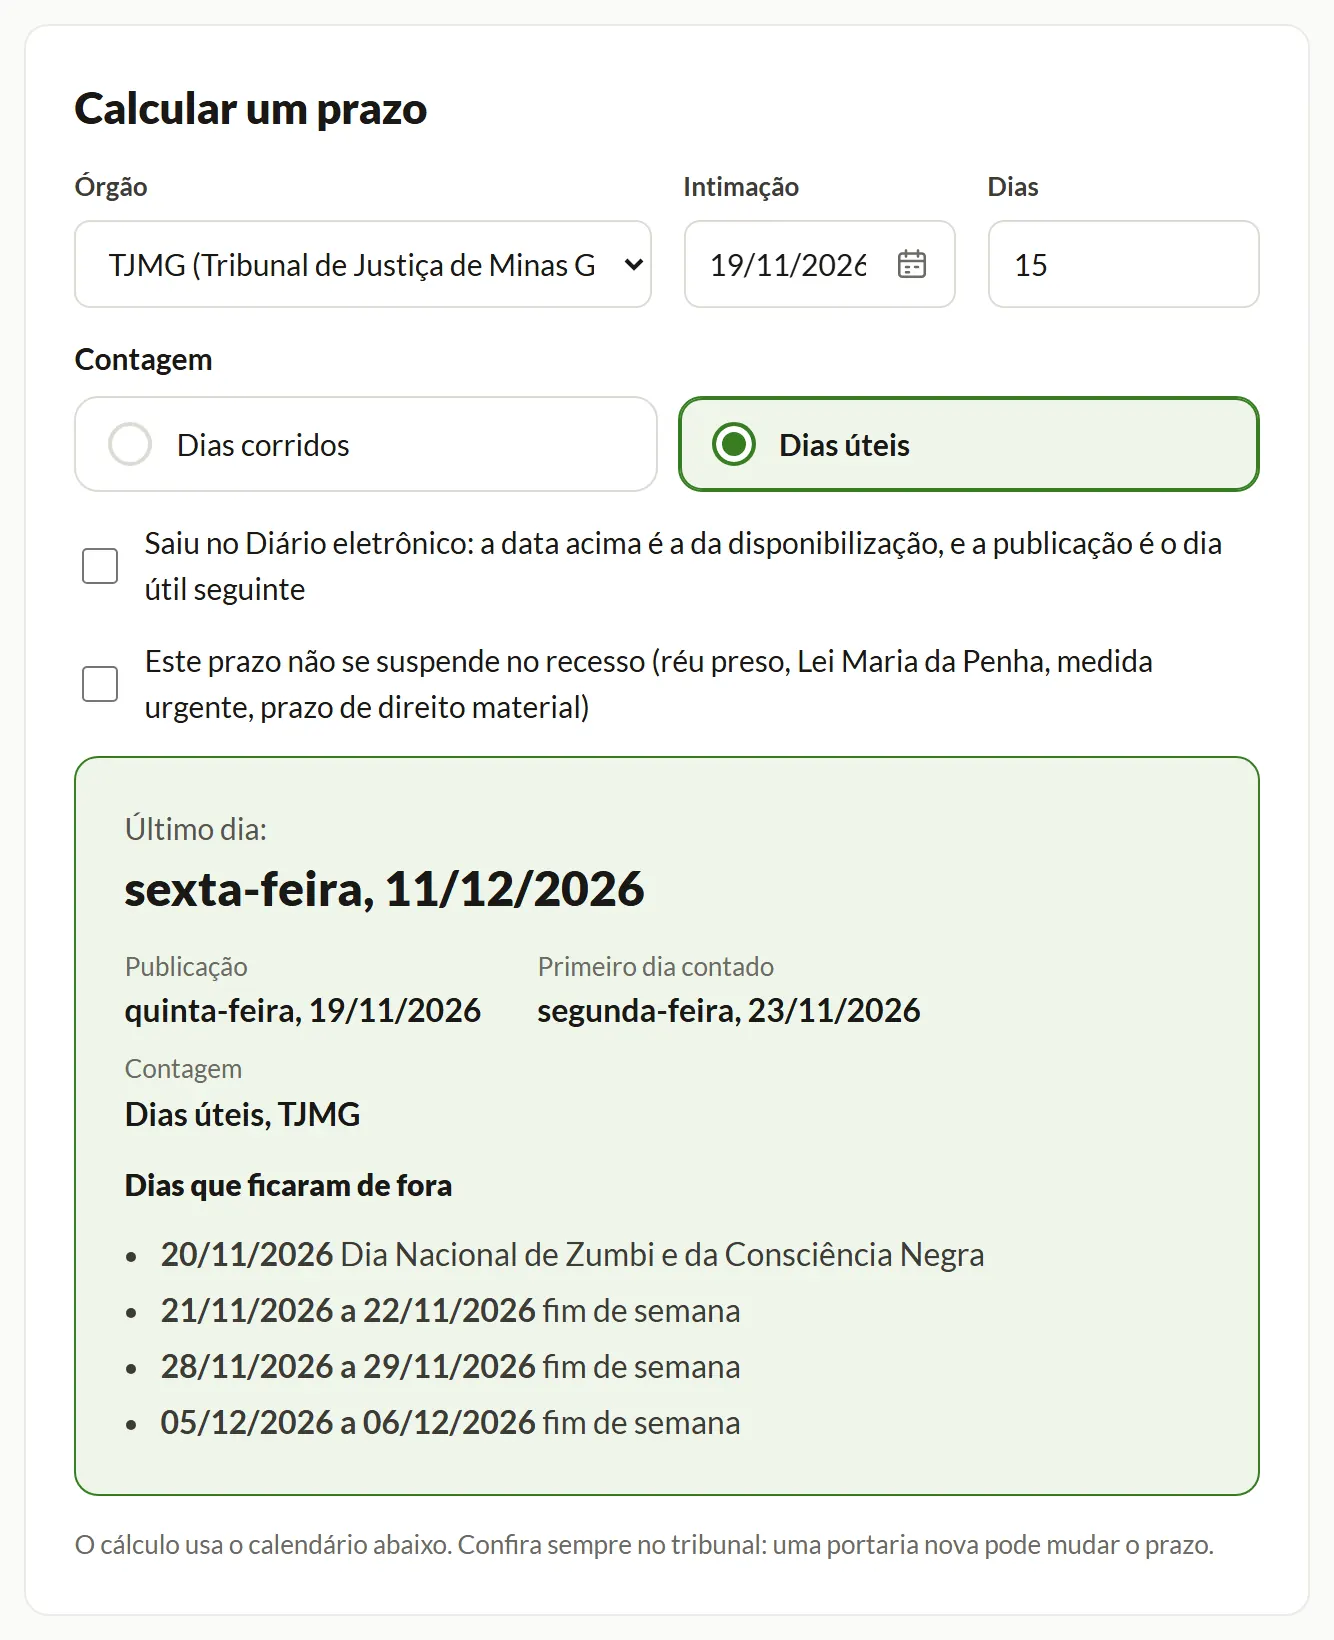 Calcular um prazo
Órgão
Intimação
Dias
TJMG (Tribunal de Justiça de Minas G
19/11/2026
15
Contagem
Dias corridos
Dias úteis
Saiu no Diário eletrônico: a data acima é a da disponibilização, e a publicação é o dia
útil seguinte
Este prazo não se suspende no recesso (réu preso, Lei Maria da Penha, medida
urgente, prazo de direito material)
Último dia:
sexta-feira, 11/12/2026
Publicação
quinta-feira, 19/11/2026
Primeiro dia contado
segunda-feira, 23/11/2026
Contagem
Dias úteis, TJMG
Dias que ficaram de fora
• 20/11/2026 Dia Nacional de Zumbi e da Consciência Negra
• 21/11/2026 a 22/11/2026 fim de semana
• 28/11/2026 a 29/11/2026 fim de semana
• 05/12/2026 a 06/12/2026 fim de semana
O cálculo usa o calendário abaixo. Confira sempre no tribunal: uma portaria nova pode mudar o prazo.